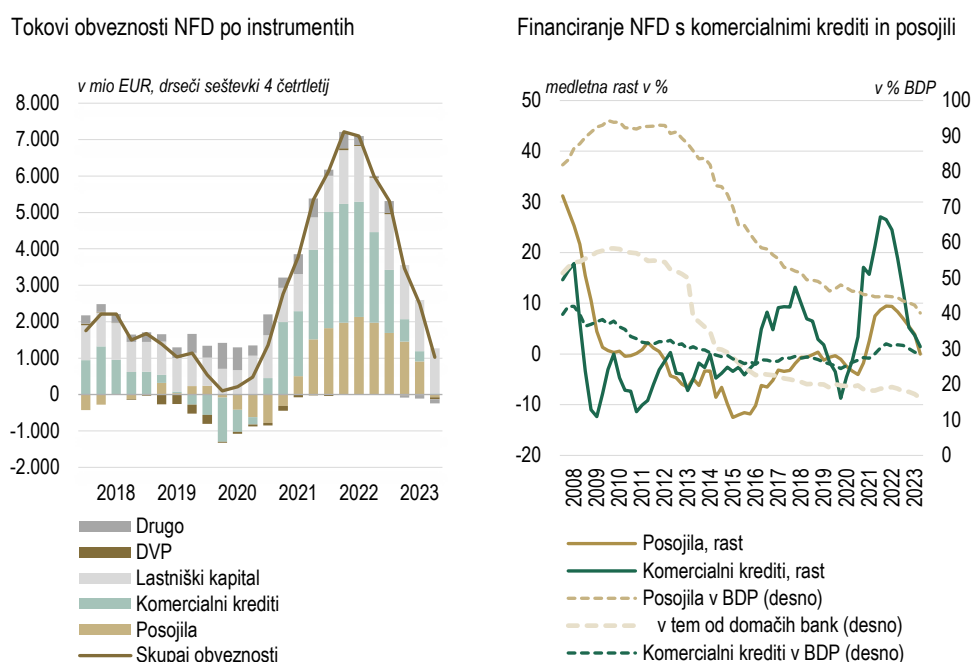 Tokovi obveznosti NFD po instrumentih
v mio EUR, drseči seštevki 4 četrtletij
8.000
7.000
6.000
5.000
4.000
3.000
2.000
1.000
0
-1.000
-2.000
2018 2019 2020 2021 2022 2023
Drugo
DVP
Lastniški kapital
Komercialni krediti
Posojila
Skupaj obveznosti
Financiranje NFD s komercialnimi krediti in posojili
medletna rast v %
v % BDP
50
40
30
20
10
0
-10
-20
100
90
80
70
60
50
40
30
20
10
0
2008 2009 2010 2011 2012 2013 2014 2015 2016 2017 2018 2019 2020 2021 2022 2023
Posojila, rast
Komercialni krediti, rast
Posojila v BDP (desno)
v tem od domačih bank (desno)
Komercialni krediti v BDP (desno)